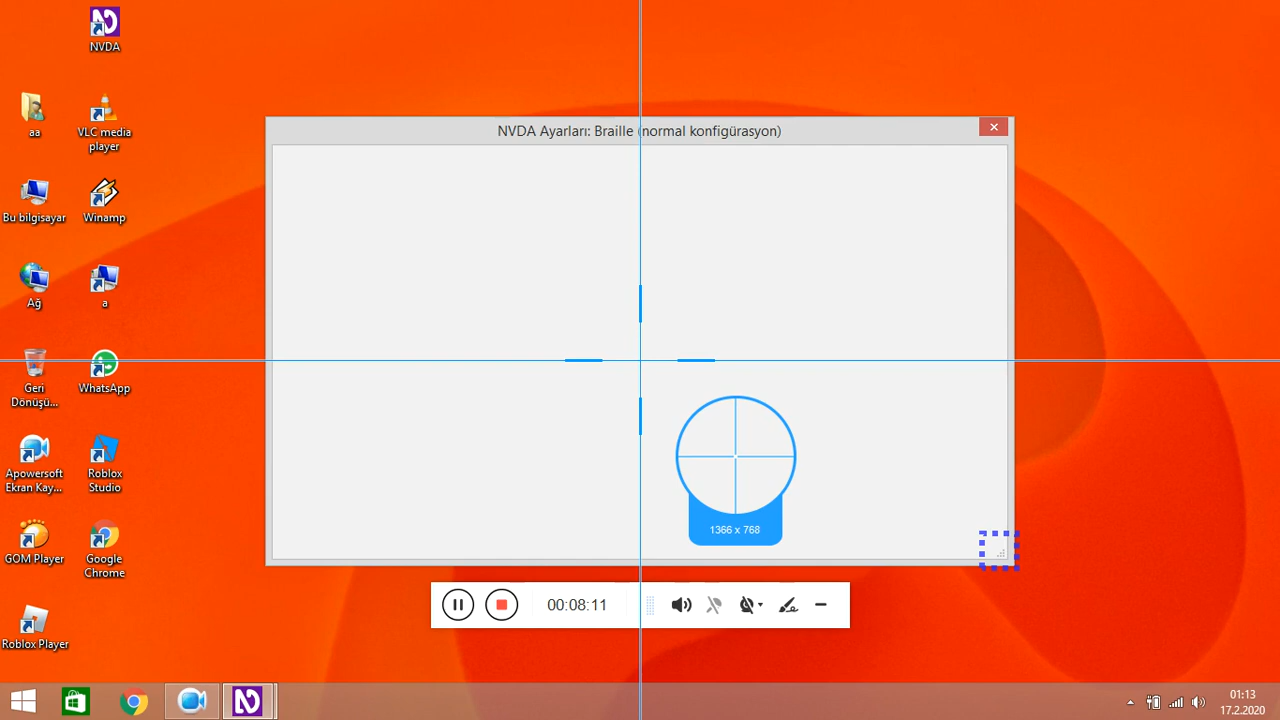 NVDA
aa
VLC media
player
Bu bilgisayar
Winamp
Ağ
a
Geri
Dönüşü...
WhatsApp
Apowersoft
Ekran Kay...
Roblox
Studio
GOM Player
Google
Chrome
Roblox Player
NVDA Ayarları: Braille (normal konfigürasyon)
1366 x 768
00:08:11
01:13
17.2.2020